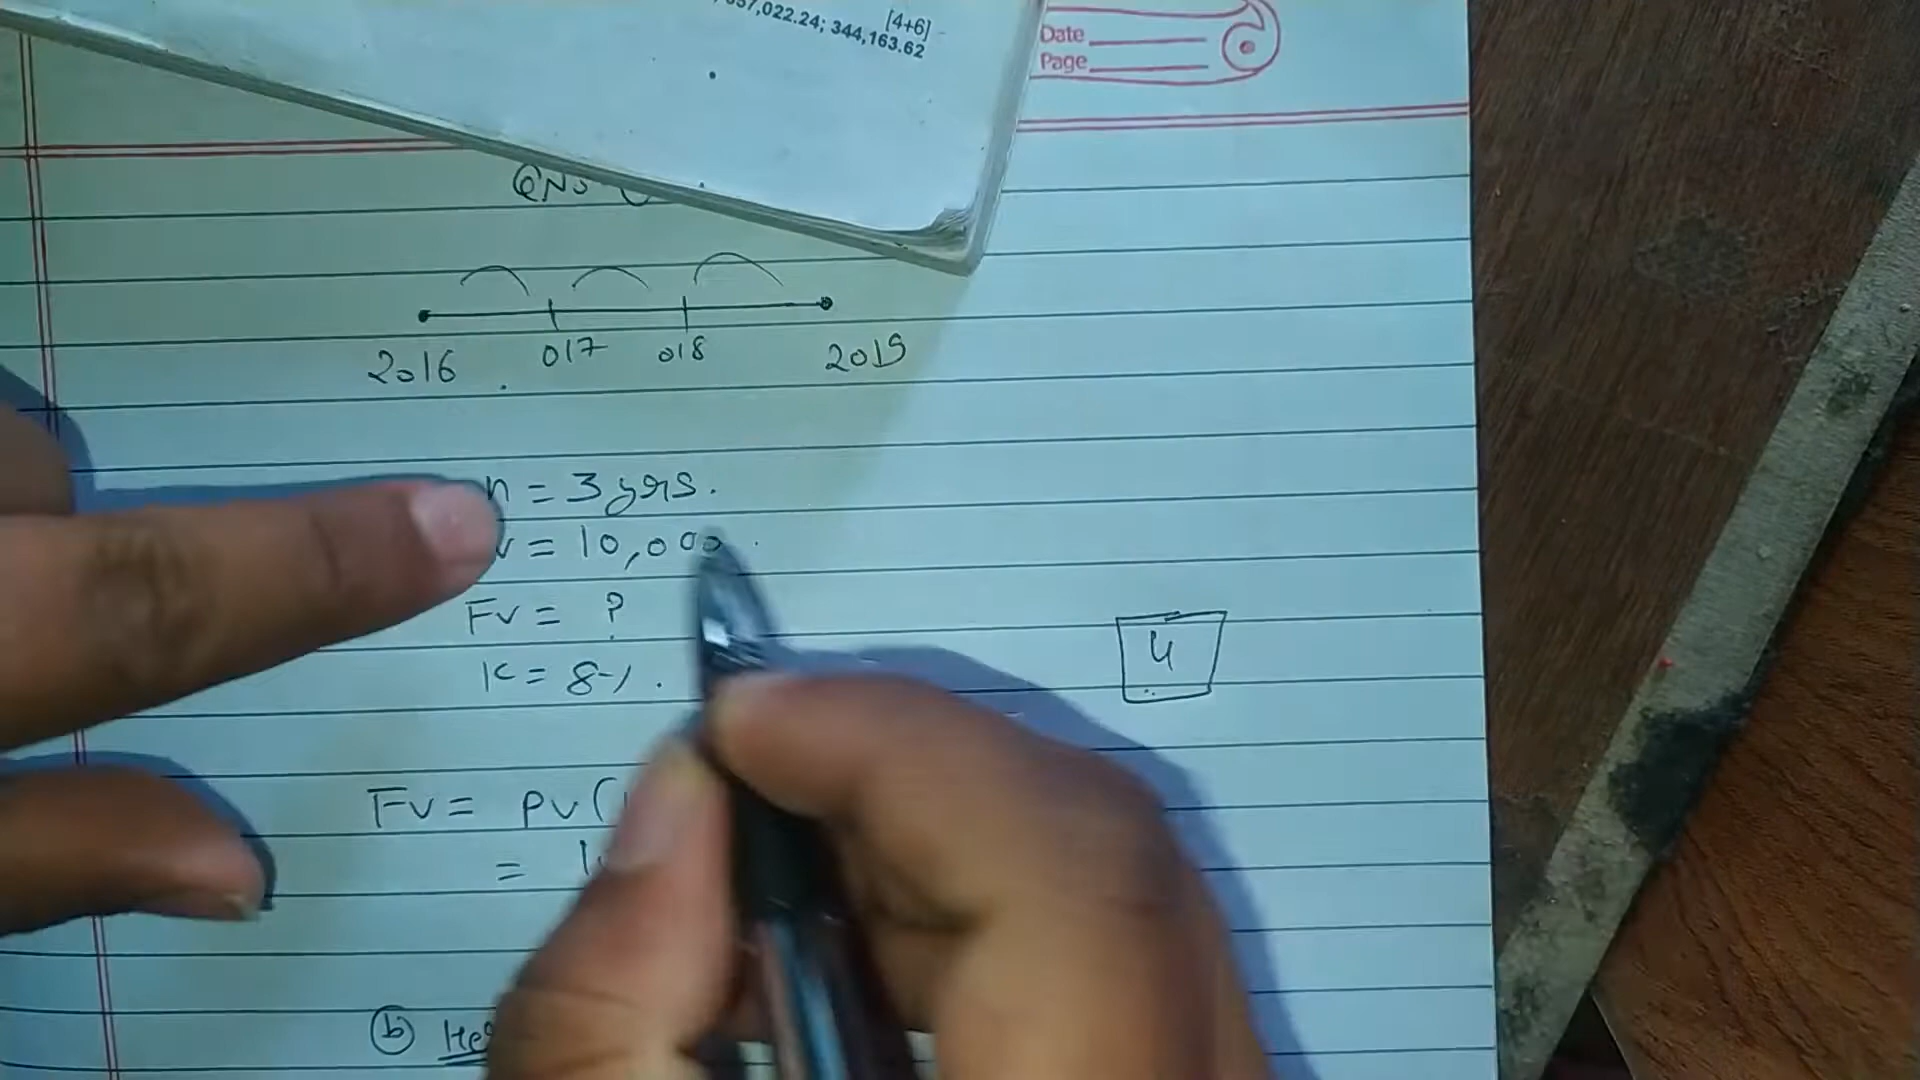 [4+6]
57,022.24; 344,163.62
Date
Page
QNo
2016 017 018 2019
n = 3 yrs.
v = 10,000
Fv = ?
4
K = 8%.
Fv = PV(
=
(b)